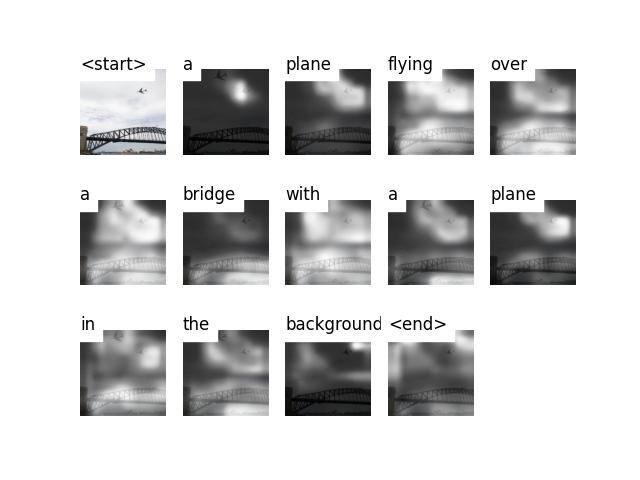 <start> a plane flying over
a bridge with a plane
in the background <end>